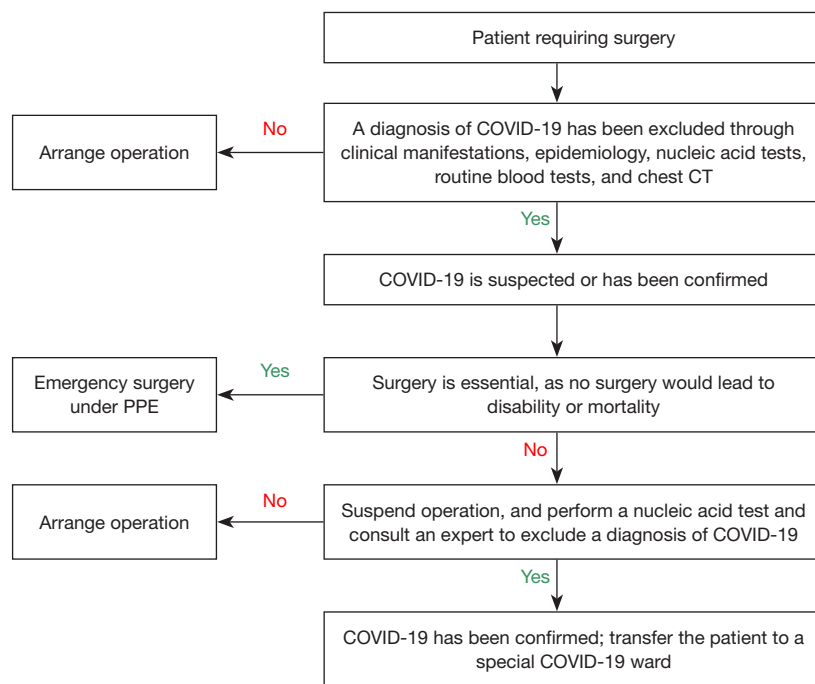 Patient requiring surgery
No
Arrange operation
A diagnosis of COVID-19 has been excluded through
clinical manifestations, epidemiology, nucleic acid tests,
routine blood tests, and chest CT
Yes
COVID-19 is suspected or has been confirmed
Yes
Emergency surgery
under PPE
Surgery is essential, as no surgery would lead to
disability or mortality
No
No
Arrange operation
Suspend operation, and perform a nucleic acid test and
consult an expert to exclude a diagnosis of COVID-19
Yes
COVID-19 has been confirmed; transfer the patient to a
special COVID-19 ward